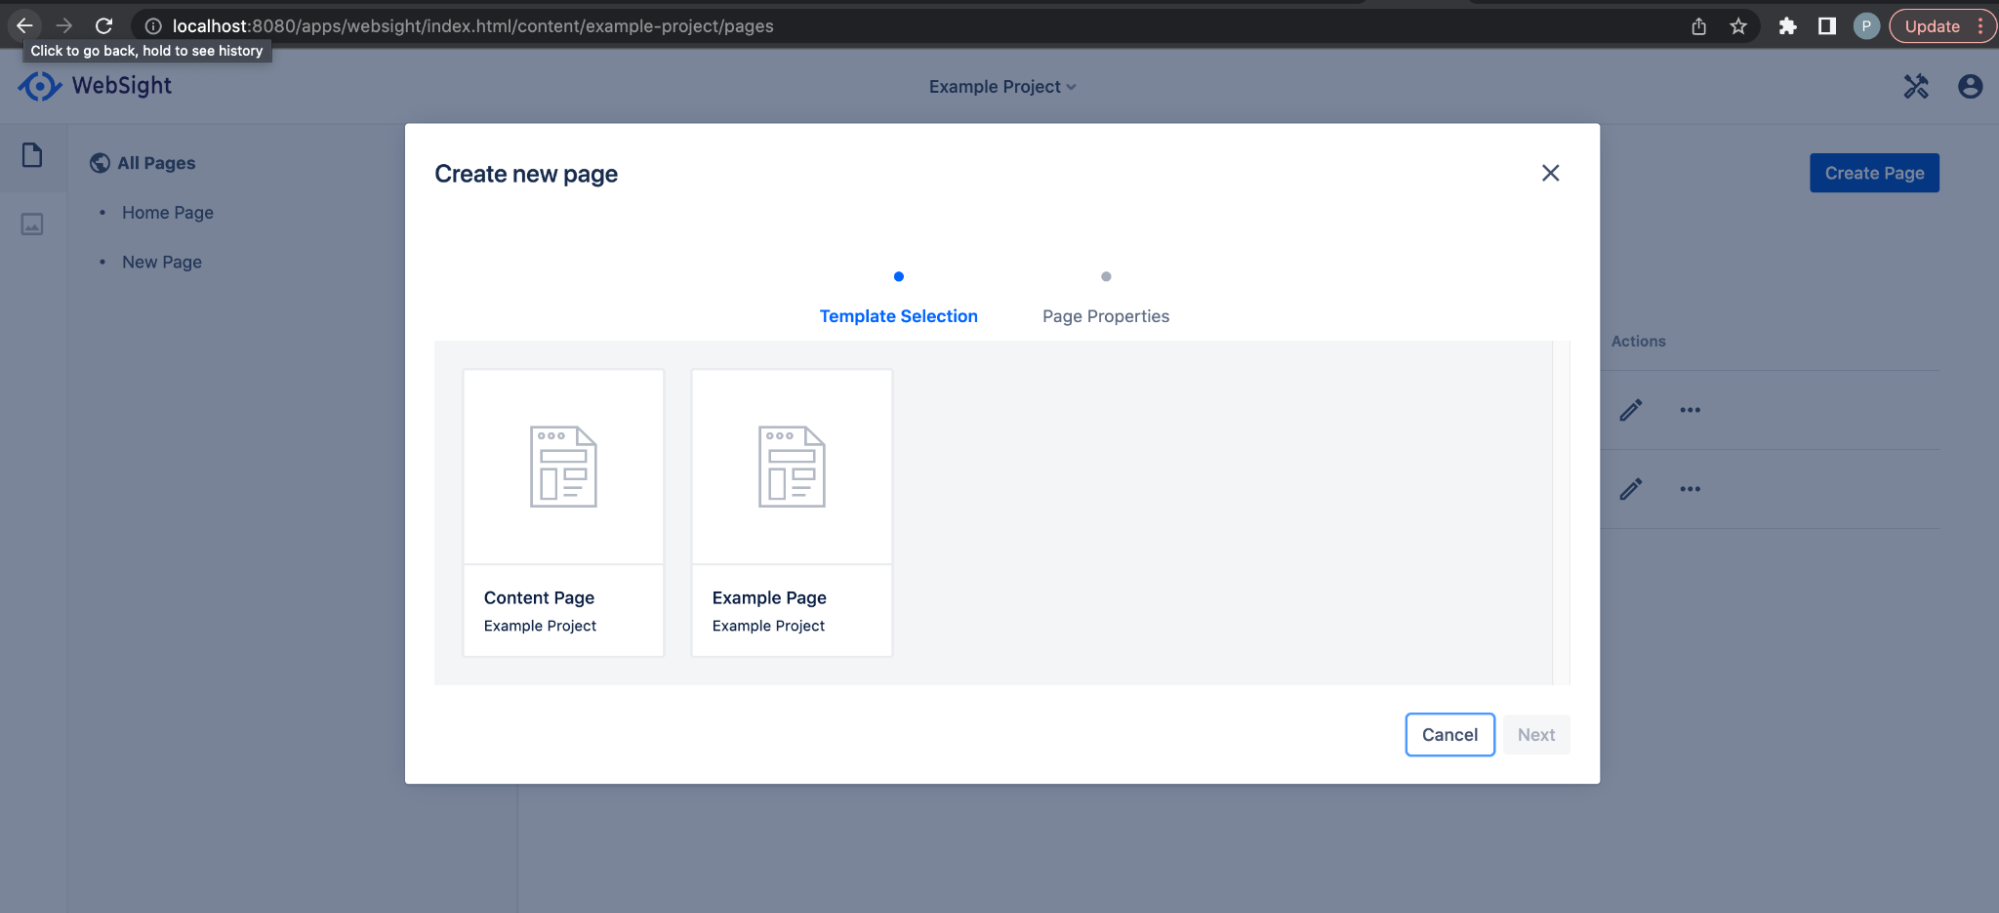 localhost:8080/apps/websight/index.html/content/example-project/pages
P
Update
Click to go back, hold to see history
WebSight
Example Project
All Pages
Home Page
New Page
Create Page
Create new page
Template Selection
Page Properties
Actions
Content Page
Example Project
Example Page
Example Project
Cancel
Next